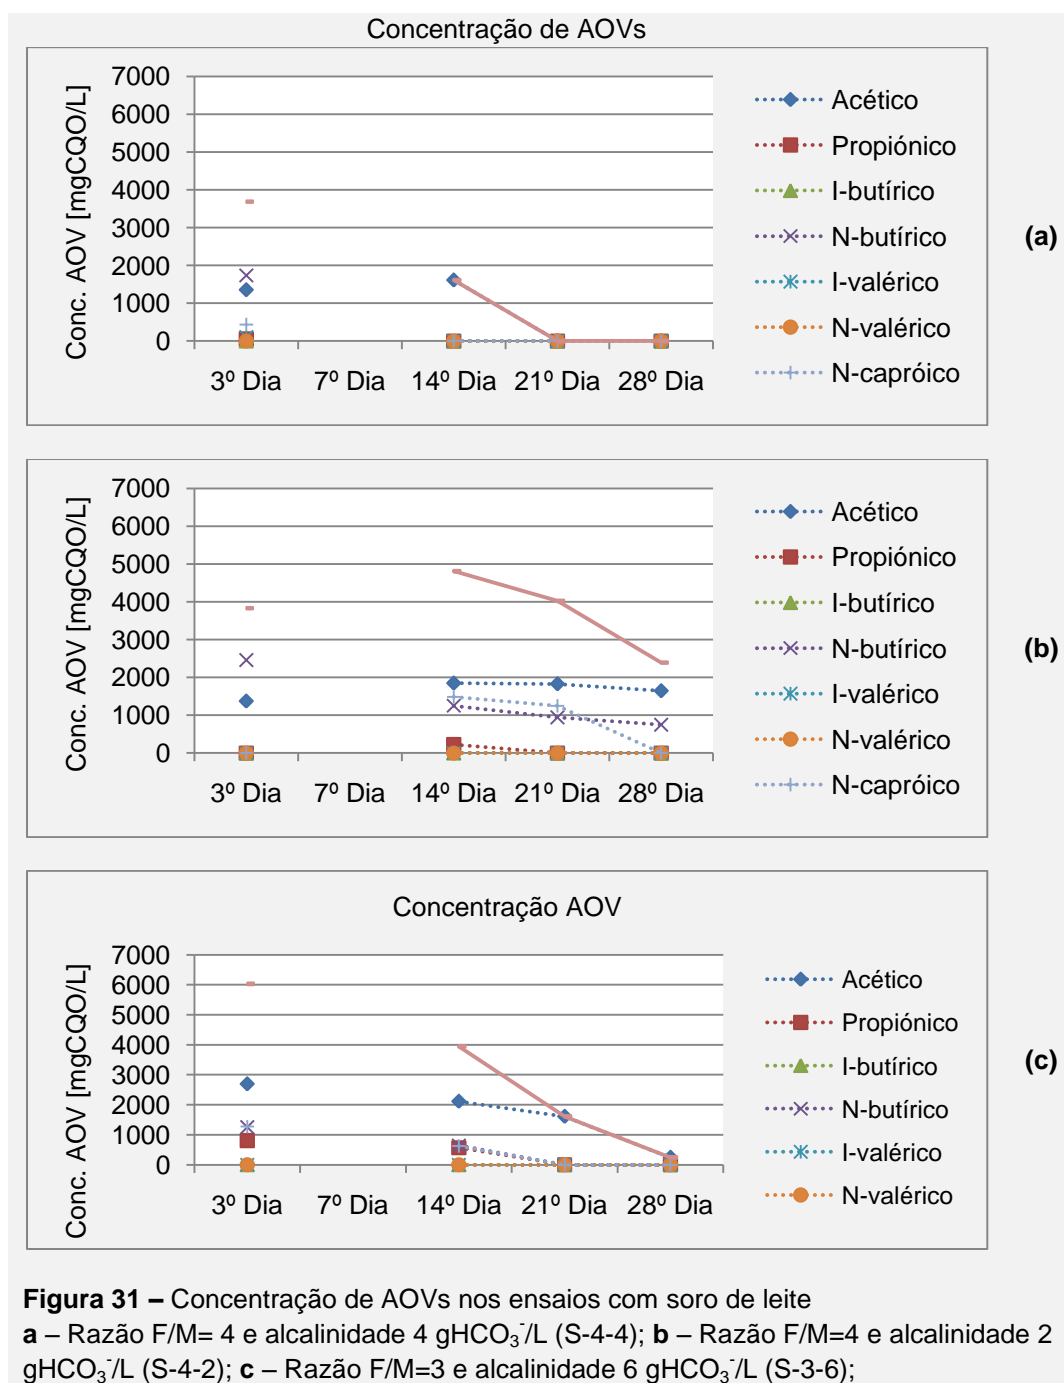 Concentração de AOVs
Conc. AOV [mgCQO/L]
7000
6000
5000
4000
3000
2000
1000
0
3º Dia 7º Dia 14º Dia 21º Dia 28º Dia
Acético
Propiónico
I-butírico
N-butírico
I-valérico
N-valérico
N-capróico
(a)
Conc. AOV [mgCQO/L]
7000
6000
5000
4000
3000
2000
1000
0
3º Dia 7º Dia 14º Dia 21º Dia 28º Dia
Acético
Propiónico
I-butírico
N-butírico
I-valérico
N-valérico
N-capróico
(b)
Concentração AOV
Conc. AOV [mgCQO/L]
7000
6000
5000
4000
3000
2000
1000
0
3º Dia 7º Dia 14º Dia 21º Dia 28º Dia
Acético
Propiónico
I-butírico
N-butírico
I-valérico
N-valérico
(c)
Figura 31 – Concentração de AOVs nos ensaios com soro de leite
a – Razão F/M= 4 e alcalinidade 4 gHCO₃⁻/L (S-4-4); b – Razão F/M=4 e alcalinidade 2
gHCO₃⁻/L (S-4-2); c – Razão F/M=3 e alcalinidade 6 gHCO₃⁻/L (S-3-6);